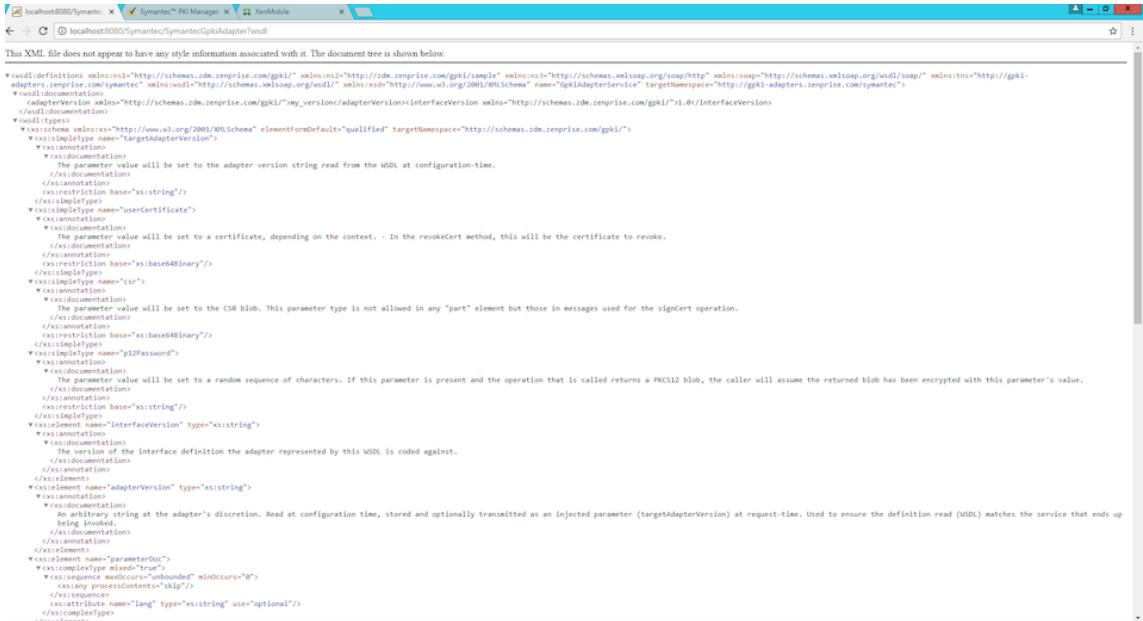 localhost:8080/Symantec
Symantec™ PKI Manager
XenMobile
localhost:8080/Symantec/SymantecGpkiAdapter?wsdl
This XML file does not appear to have any style information associated with it. The document tree is shown below.
▼<wsdl:definitions xmlns:ns1="http://schemas.zdm.zenprise.com/gpki/" xmlns:ns2="http://zdm.zenprise.com/gpki/sample" xmlns:ns3="http://schemas.xmlsoap.org/soap/http" xmlns:soap="http://schemas.xmlsoap.org/wsdl/soap/" xmlns:tns="http://gpki-
adapters.zenprise.com/symantec" xmlns:wsdl="http://schemas.xmlsoap.org/wsdl/" xmlns:xsd="http://www.w3.org/2001/XMLSchema" name="GpkiAdapterService" targetNamespace="http://gpki-adapters.zenprise.com/symantec">
▼<wsdl:documentation>
<adapterVersion xmlns="http://schemas.zdm.zenprise.com/gpki/">my_version</adapterVersion><interfaceVersion xmlns="http://schemas.zdm.zenprise.com/gpki/">1.0</interfaceVersion>
</wsdl:documentation>
▼<wsdl:types>
▼<xs:schema xmlns:xs="http://www.w3.org/2001/XMLSchema" elementFormDefault="qualified" targetNamespace="http://schemas.zdm.zenprise.com/gpki/">
▼<xs:simpleType name="targetAdapterVersion">
▼<xs:annotation>
▼<xs:documentation>
The parameter value will be set to the adapter version string read from the WSDL at configuration-time.
</xs:documentation>
</xs:annotation>
<xs:restriction base="xs:string"/>
</xs:simpleType>
▼<xs:simpleType name="userCertificate">
▼<xs:annotation>
▼<xs:documentation>
The parameter value will be set to a certificate, depending on the context. - In the revokeCert method, this will be the certificate to revoke.
</xs:documentation>
</xs:annotation>
<xs:restriction base="xs:base64Binary"/>
</xs:simpleType>
▼<xs:simpleType name="csr">
▼<xs:annotation>
▼<xs:documentation>
The parameter value will be set to the CSR blob. This parameter type is not allowed in any "part" element but those in messages used for the signCert operation.
</xs:documentation>
</xs:annotation>
<xs:restriction base="xs:base64Binary"/>
</xs:simpleType>
▼<xs:simpleType name="p12Password">
▼<xs:annotation>
▼<xs:documentation>
The parameter value will be set to a random sequence of characters. If this parameter is present and the operation that is called returns a PKCS12 blob, the caller will assume the returned blob has been encrypted with this parameter's value.
</xs:documentation>
</xs:annotation>
<xs:restriction base="xs:string"/>
</xs:simpleType>
▼<xs:element name="interfaceVersion" type="xs:string">
▼<xs:annotation>
▼<xs:documentation>
The version of the interface definition the adapter represented by this WSDL is coded against.
</xs:documentation>
</xs:annotation>
</xs:element>
▼<xs:element name="adapterVersion" type="xs:string">
▼<xs:annotation>
▼<xs:documentation>
An arbitrary string at the adapter's discretion. Read at configuration time, stored and optionally transmitted as an injected parameter (targetAdapterVersion) at request-time. Used to ensure the definition read (WSDL) matches the service that ends up
being invoked.
</xs:documentation>
</xs:annotation>
</xs:element>
▼<xs:element name="parameterDoc">
▼<xs:complexType mixed="true">
▼<xs:sequence maxOccurs="unbounded" minOccurs="0">
<xs:any processContents="skip"/>
</xs:sequence>
<xs:attribute name="lang" type="xs:string" use="optional"/>
</xs:complexType>